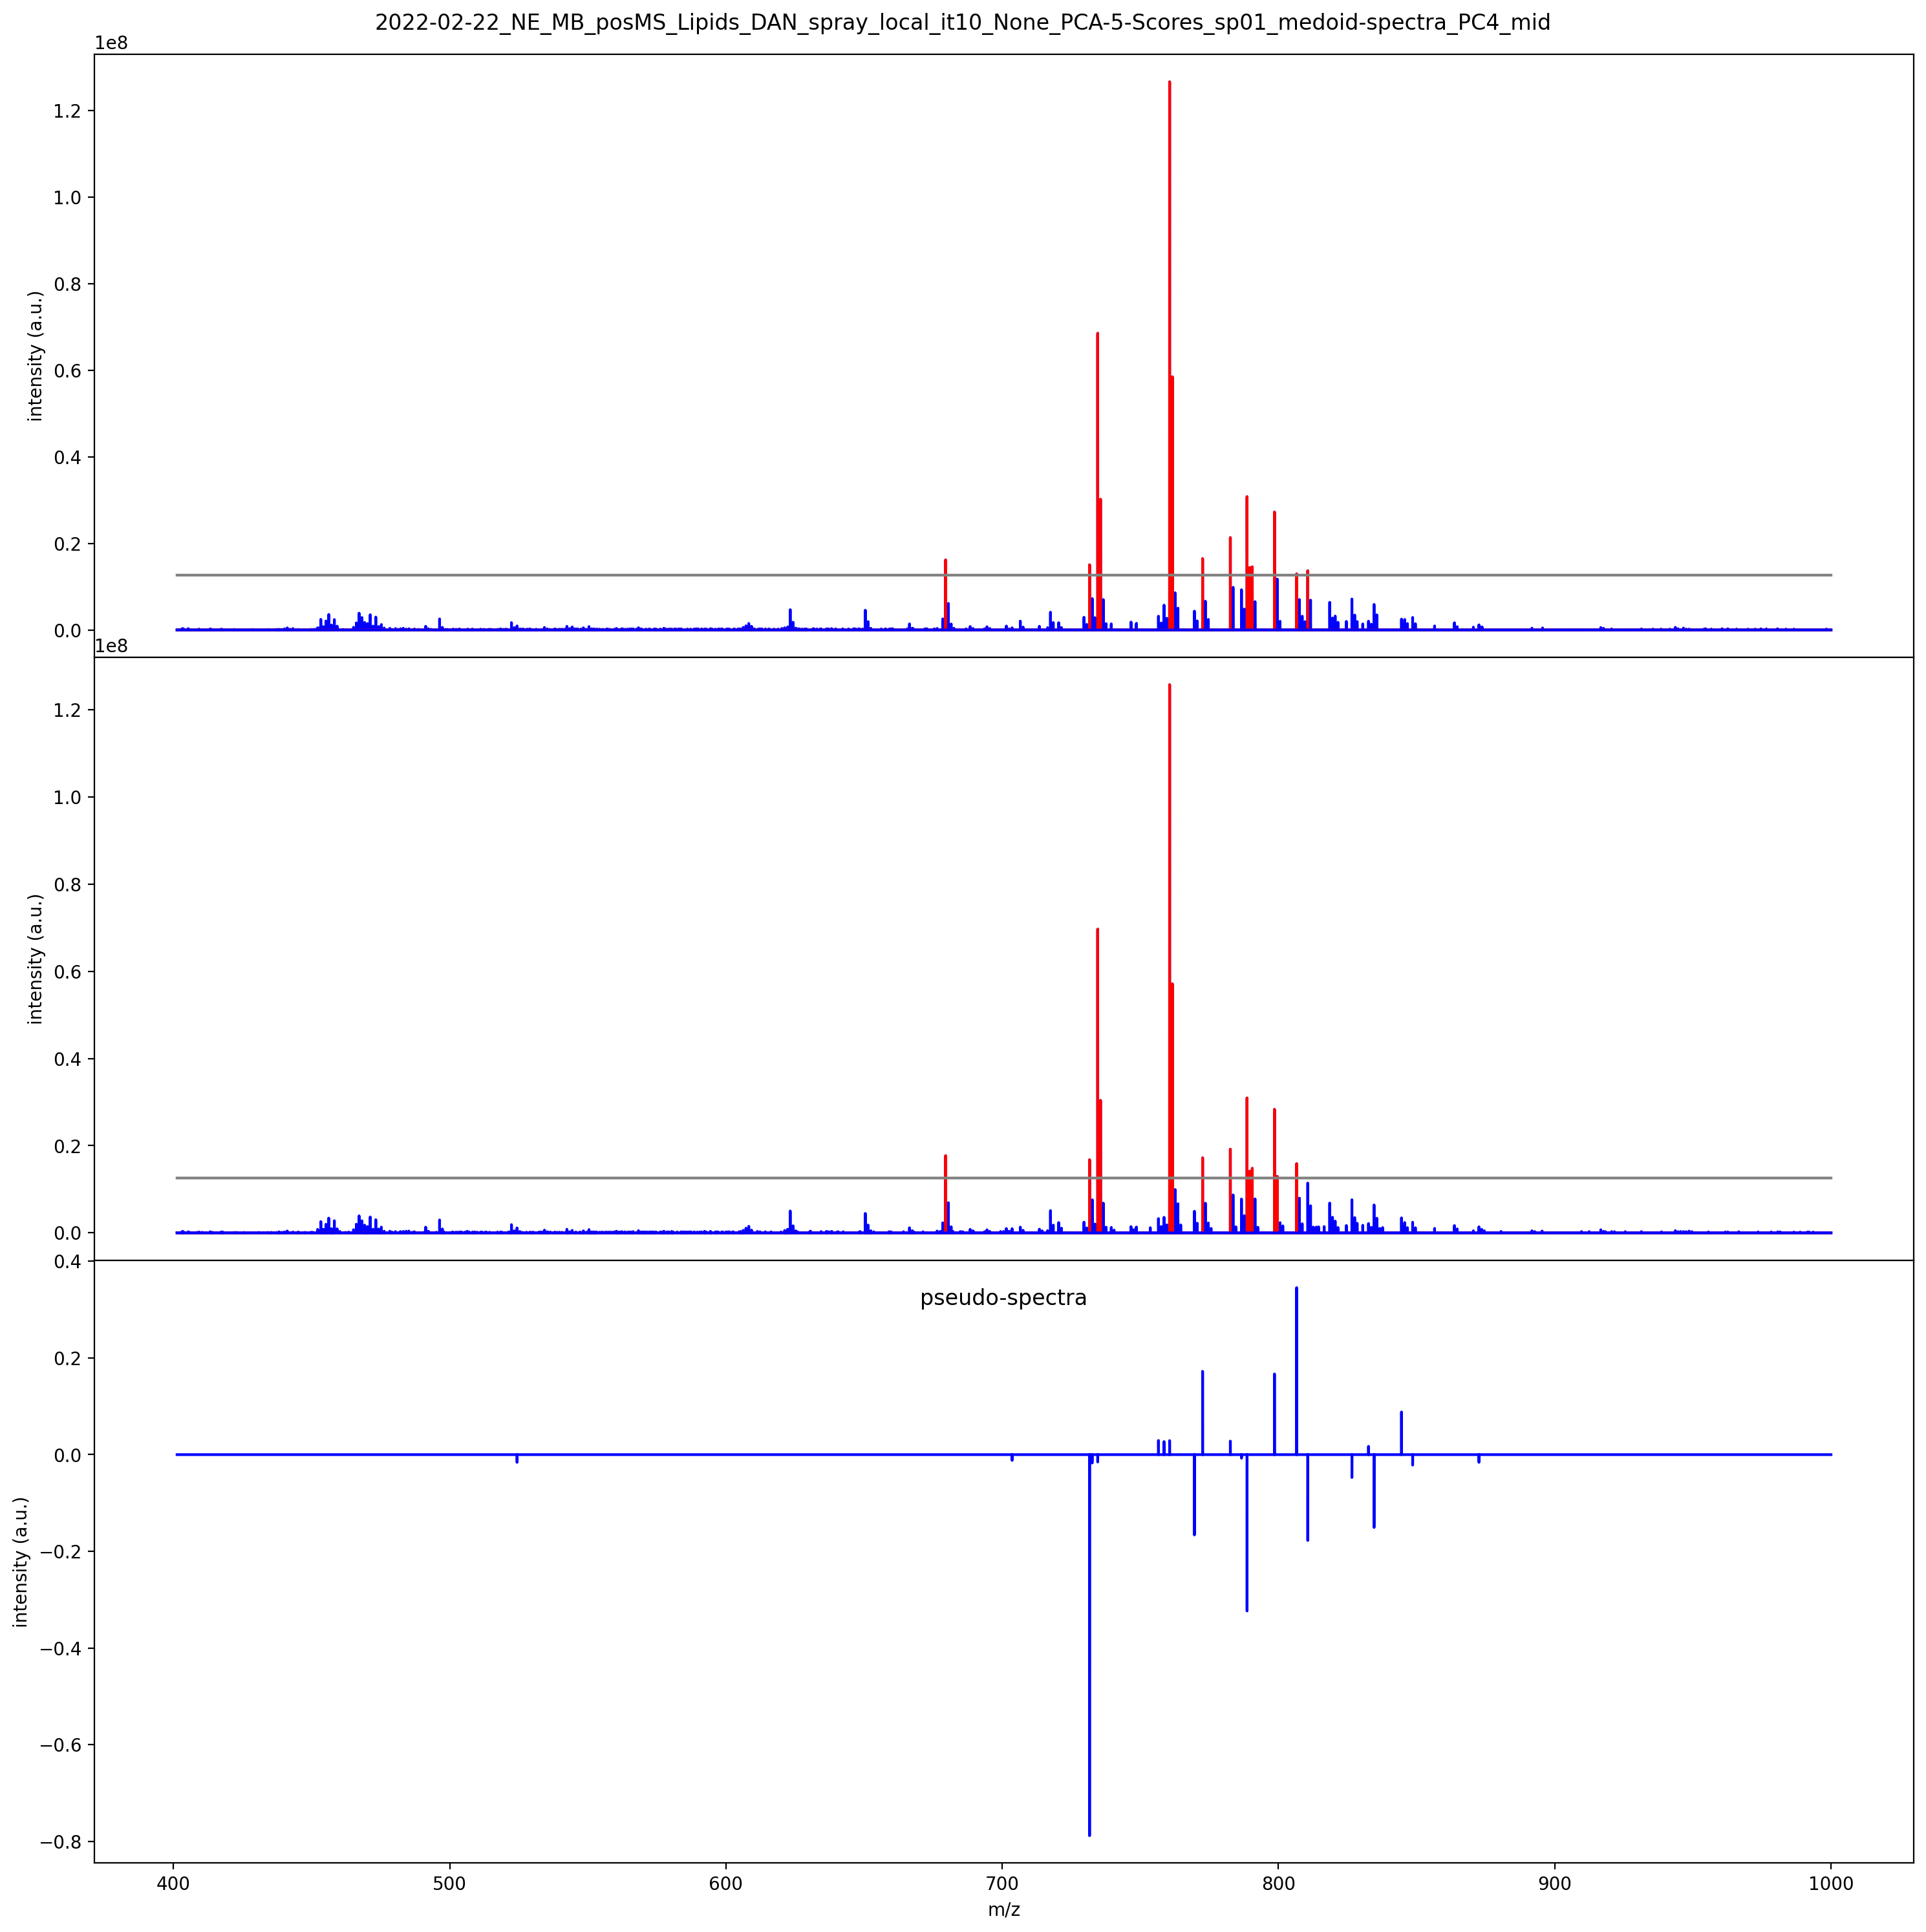 2022-02-22_NE_MB_posMS_Lipids_DAN_spray_local_it10_None_PCA-5-Scores_sp01_medoid-spectra_PC4_mid
1e8
1.2
1.0
0.8
0.6
0.4
0.2
0.0
intensity (a.u.)
1e8
1.2
1.0
0.8
0.6
0.4
0.2
0.0
intensity (a.u.)
pseudo-spectra
0.4
0.2
0.0
−0.2
−0.4
−0.6
−0.8
intensity (a.u.)
400 500 600 700 800 900 1000
m/z